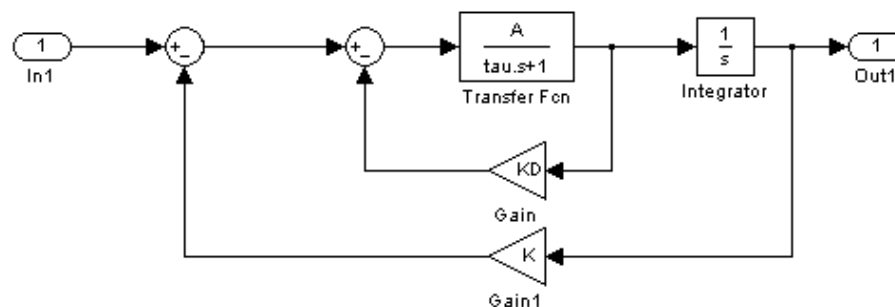 1
In1
+
−
+
−
A
tau.s+1
Transfer Fcn
1
s
Integrator
1
Out1
KD
Gain
K
Gain1